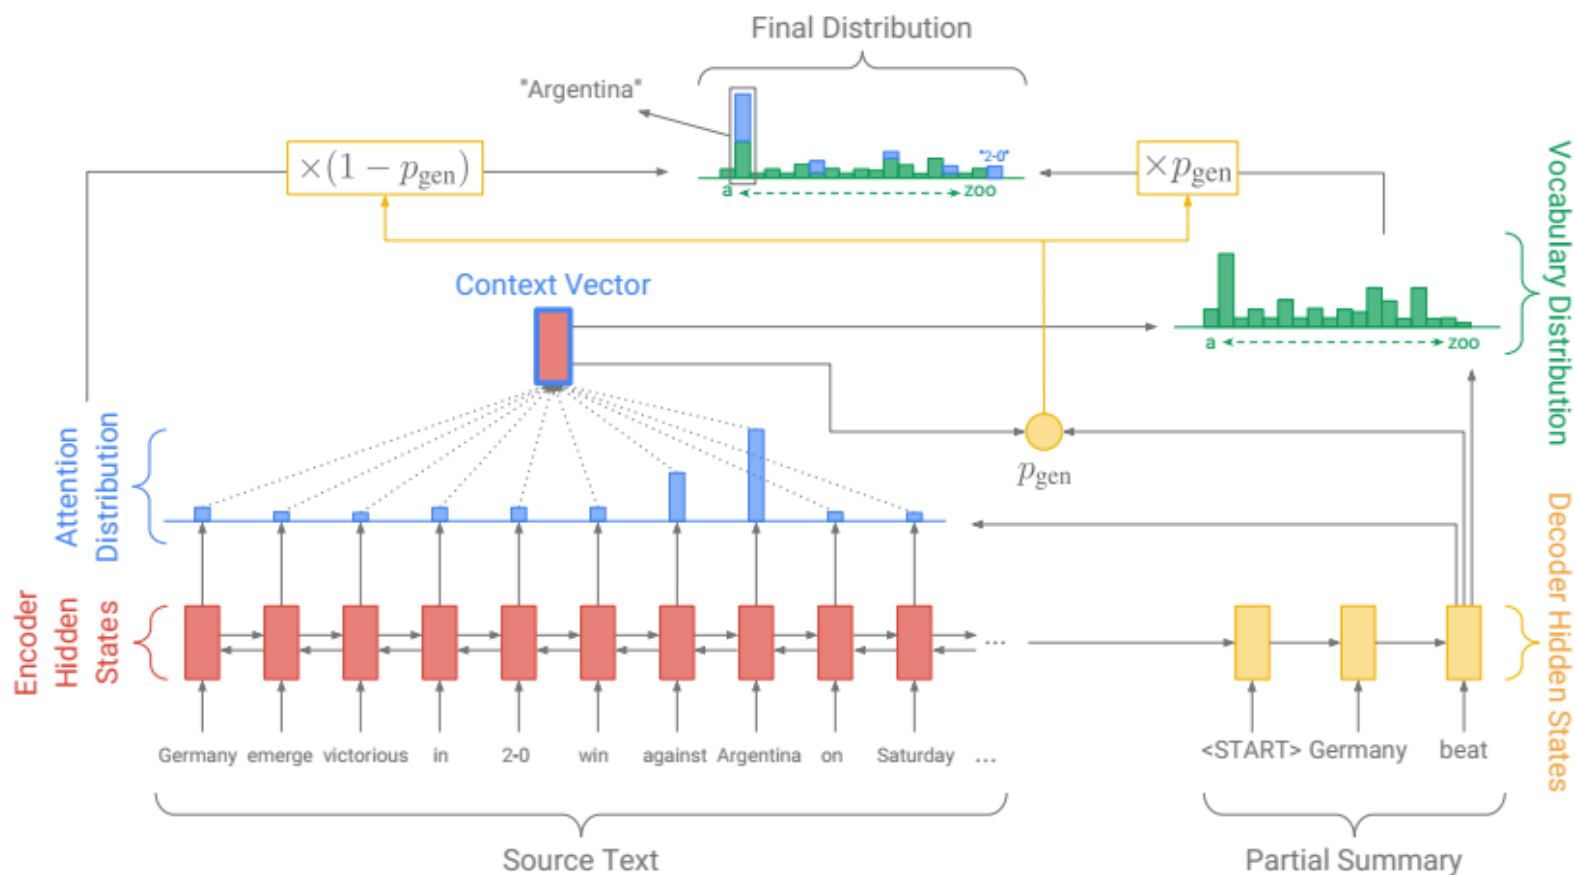 Final Distribution
"Argentina"
×(1 − p_gen)
"2-0"
×p_gen
a
zoo
Context Vector
Vocabulary Distribution
a
zoo
Attention
Distribution
p_gen
Encoder
Hidden
States
...
Decoder Hidden States
Germany emerge victorious in 2-0 win against Argentina on Saturday ...
<START> Germany beat
Source Text
Partial Summary